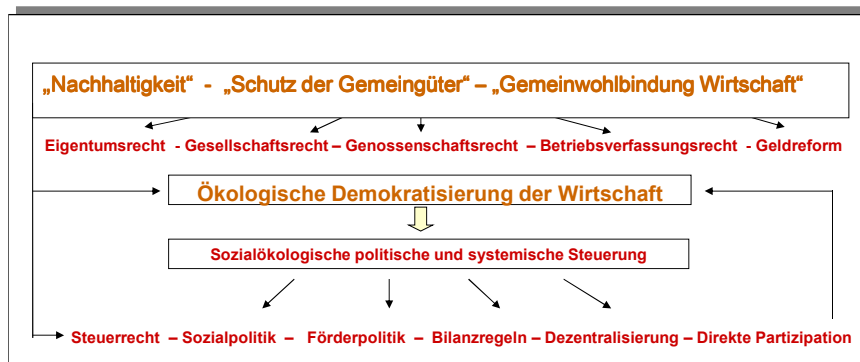 „Nachhaltigkeit“ - „Schutz der Gemeingüter“ – „Gemeinwohlbindung Wirtschaft“
Eigentumsrecht - Gesellschaftsrecht – Genossenschaftsrecht – Betriebsverfassungsrecht - Geldreform
Ökologische Demokratisierung der Wirtschaft
Sozialökologische politische und systemische Steuerung
Steuerrecht – Sozialpolitik – Förderpolitik – Bilanzregeln – Dezentralisierung – Direkte Partizipation